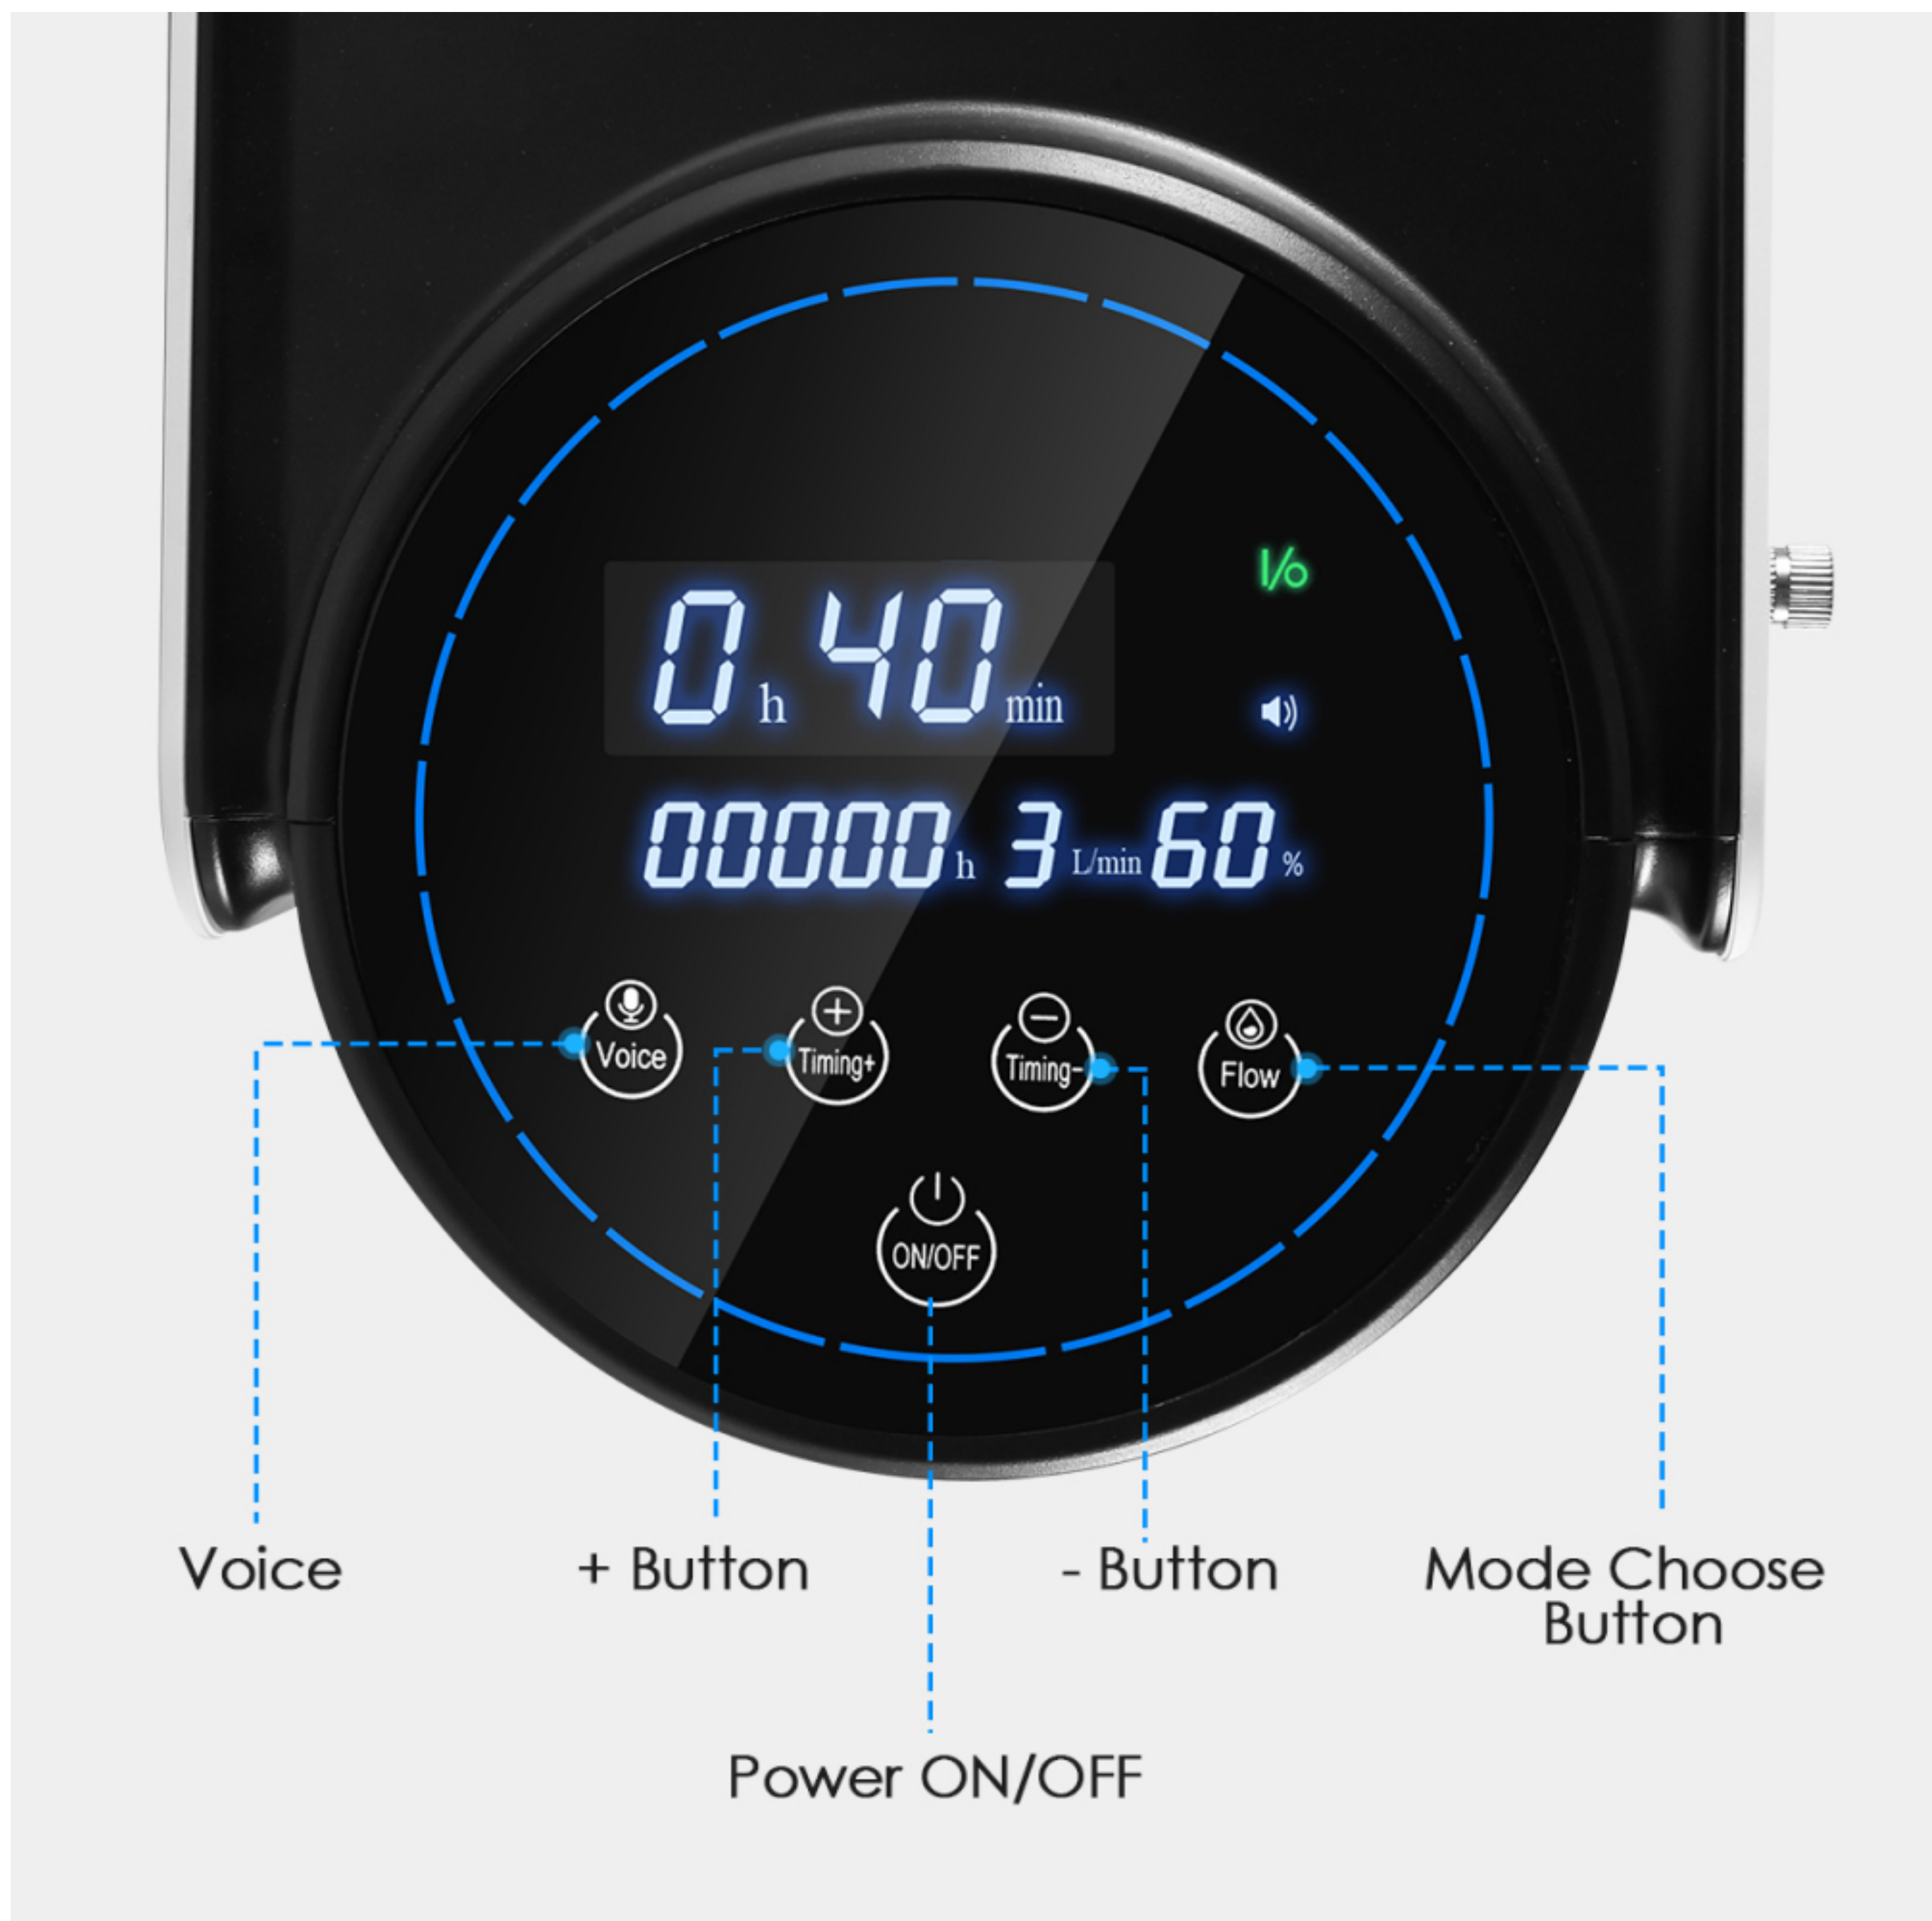 I/o
0 h 40 min
00000 h 3 L/min 60 %
Voice
Timing+
Timing-
Flow
ON/OFF
Voice
+ Button
- Button
Mode Choose
Button
Power ON/OFF